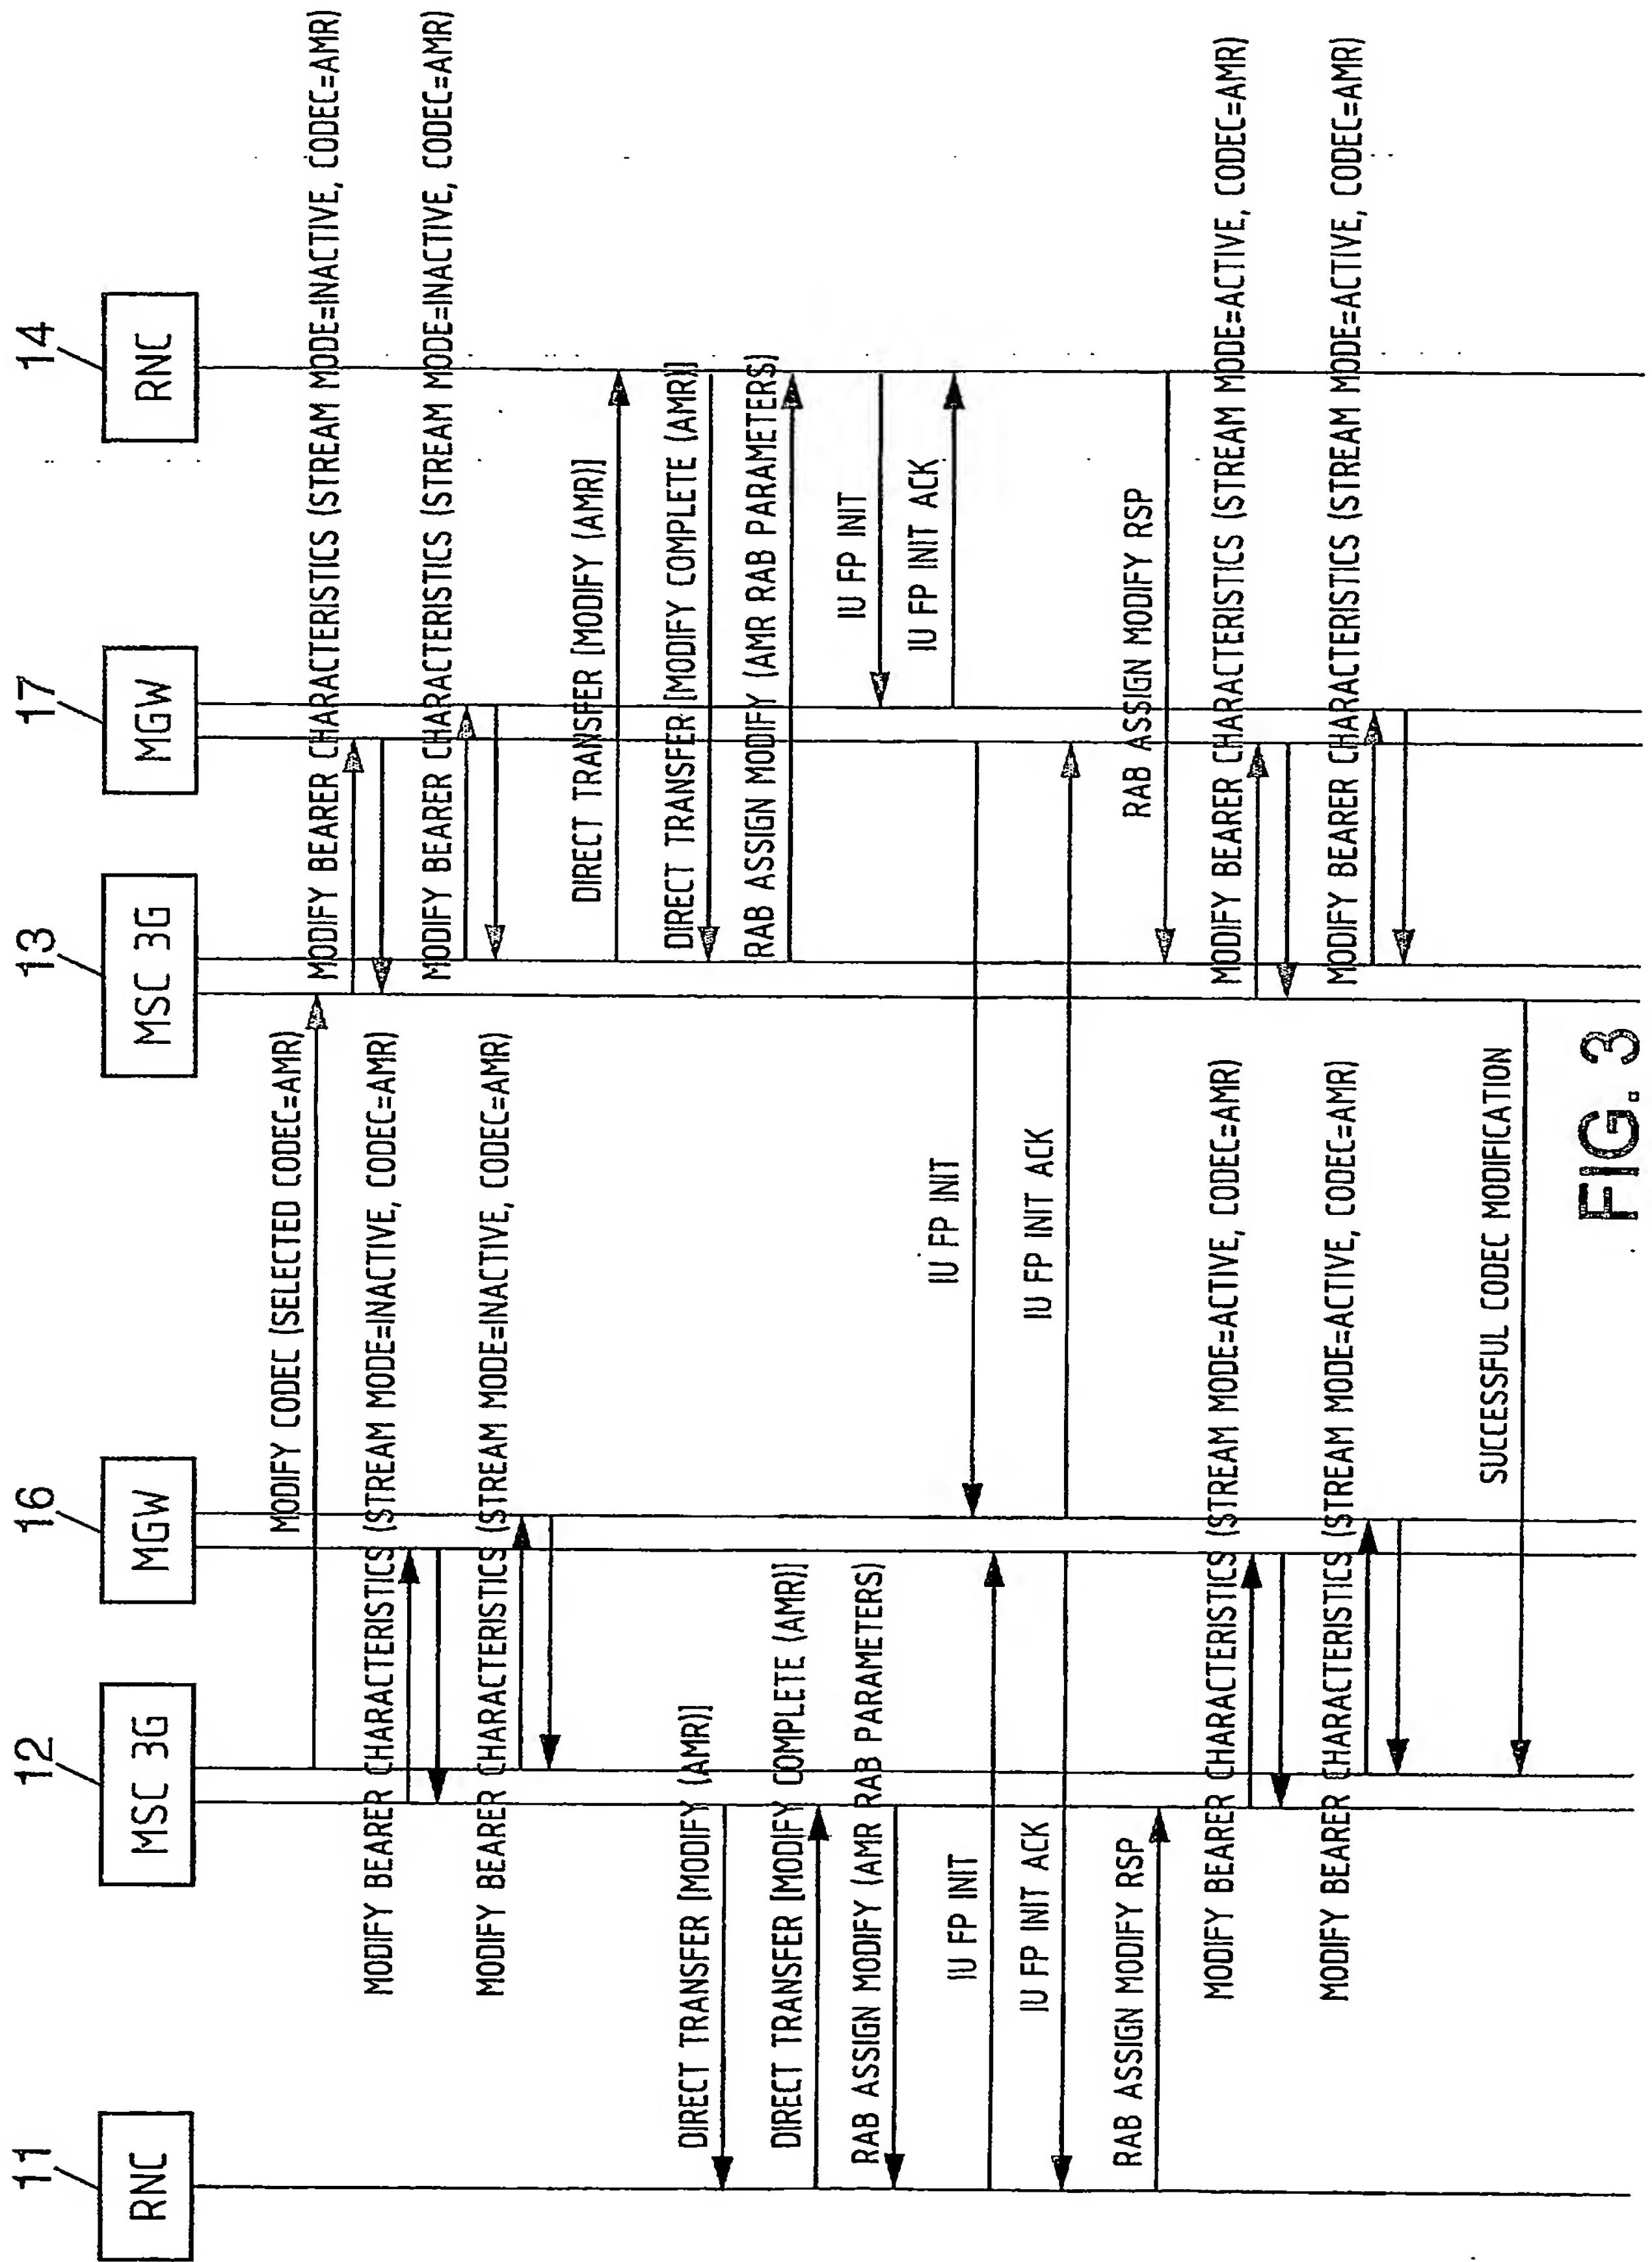 11
RNC
12
MSC 3G
16
MGW
13
MSC 3G
17
MGW
14
RNC
MODIFY CODEC (SELECTED CODEC=AMR)
MODIFY BEARER CHARACTERISTICS (STREAM MODE=INACTIVE, CODEC=AMR)
MODIFY BEARER CHARACTERISTICS (STREAM MODE=INACTIVE, CODEC=AMR)
MODIFY BEARER CHARACTERISTICS (STREAM MODE=INACTIVE, CODEC=AMR)
MODIFY BEARER CHARACTERISTICS (STREAM MODE=INACTIVE, CODEC=AMR)
DIRECT TRANSFER [MODIFY (AMR)]
DIRECT TRANSFER [MODIFY (AMR)]
DIRECT TRANSFER [MODIFY COMPLETE (AMR)]
DIRECT TRANSFER [MODIFY COMPLETE (AMR)]
RAB ASSIGN MODIFY (AMR RAB PARAMETERS)
RAB ASSIGN MODIFY (AMR RAB PARAMETERS)
IU FP INIT
IU FP INIT ACK
IU FP INIT
IU FP INIT
IU FP INIT ACK
IU FP INIT ACK
RAB ASSIGN MODIFY RSP
RAB ASSIGN MODIFY RSP
MODIFY BEARER CHARACTERISTICS (STREAM MODE=ACTIVE, CODEC=AMR)
MODIFY BEARER CHARACTERISTICS (STREAM MODE=ACTIVE, CODEC=AMR)
MODIFY BEARER CHARACTERISTICS (STREAM MODE=ACTIVE, CODEC=AMR)
MODIFY BEARER CHARACTERISTICS (STREAM MODE=ACTIVE, CODEC=AMR)
SUCCESSFUL CODEC MODIFICATION
FIG. 3